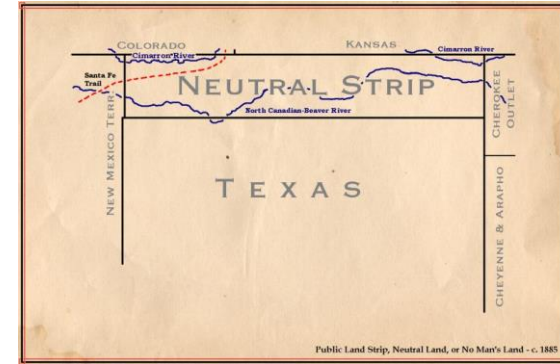 COLORADO
KANSAS
Cimarron River
Cimarron River
Santa Fe
Trail
NEUTRAL STRIP
North Canadian-Beaver River
NEW MEXICO TERR.
CHEROKEE
OUTLET
TEXAS
CHEYENNE & ARAPHO
Public Land Strip, Neutral Land, or No Man's Land - c. 1885